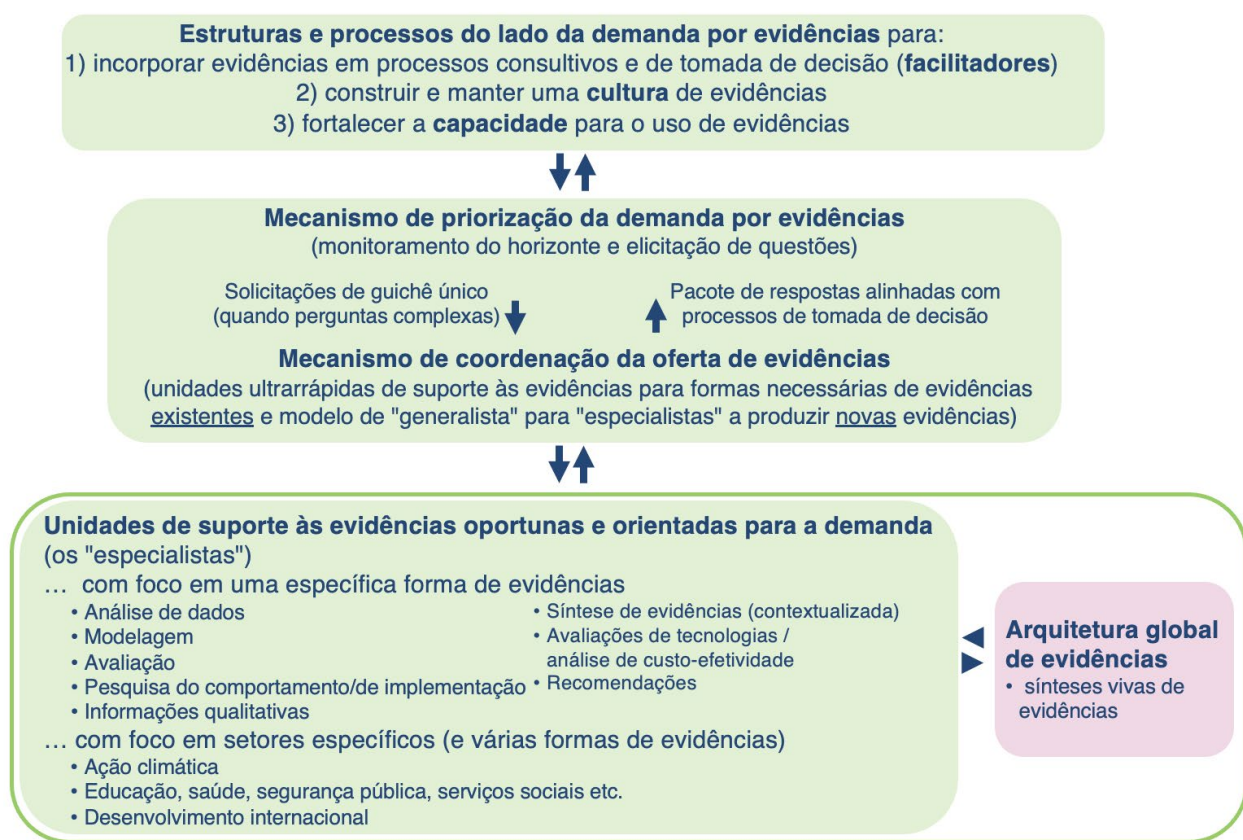 Estruturas e processos do lado da demanda por evidências para:
1) incorporar evidências em processos consultivos e de tomada de decisão (facilitadores)
2) construir e manter uma cultura de evidências
3) fortalecer a capacidade para o uso de evidências
Mecanismo de priorização da demanda por evidências
(monitoramento do horizonte e elicitação de questões)
Solicitações de guichê único
(quando perguntas complexas)
Pacote de respostas alinhadas com
processos de tomada de decisão
Mecanismo de coordenação da oferta de evidências
(unidades ultrarrápidas de suporte às evidências para formas necessárias de evidências
existentes e modelo de "generalista" para "especialistas" a produzir novas evidências)
Unidades de suporte às evidências oportunas e orientadas para a demanda
(os "especialistas")
… com foco em uma específica forma de evidências
• Análise de dados
• Modelagem
• Avaliação
• Pesquisa do comportamento/de implementação
• Informações qualitativas
• Síntese de evidências (contextualizada)
• Avaliações de tecnologias /
análise de custo-efetividade
• Recomendações
… com foco em setores específicos (e várias formas de evidências)
• Ação climática
• Educação, saúde, segurança pública, serviços sociais etc.
• Desenvolvimento internacional
Arquitetura global
de evidências
• sínteses vivas de
evidências